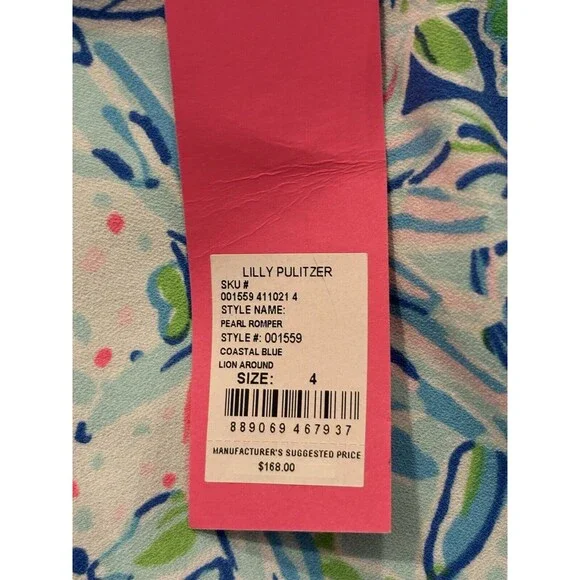 LILLY PULITZER
SKU #
001559 411021 4
STYLE NAME:
PEARL ROMPER
STYLE #: 001559
COASTAL BLUE
LION AROUND
SIZE: 4
889069 467937
MANUFACTURER'S SUGGESTED PRICE
$168.00